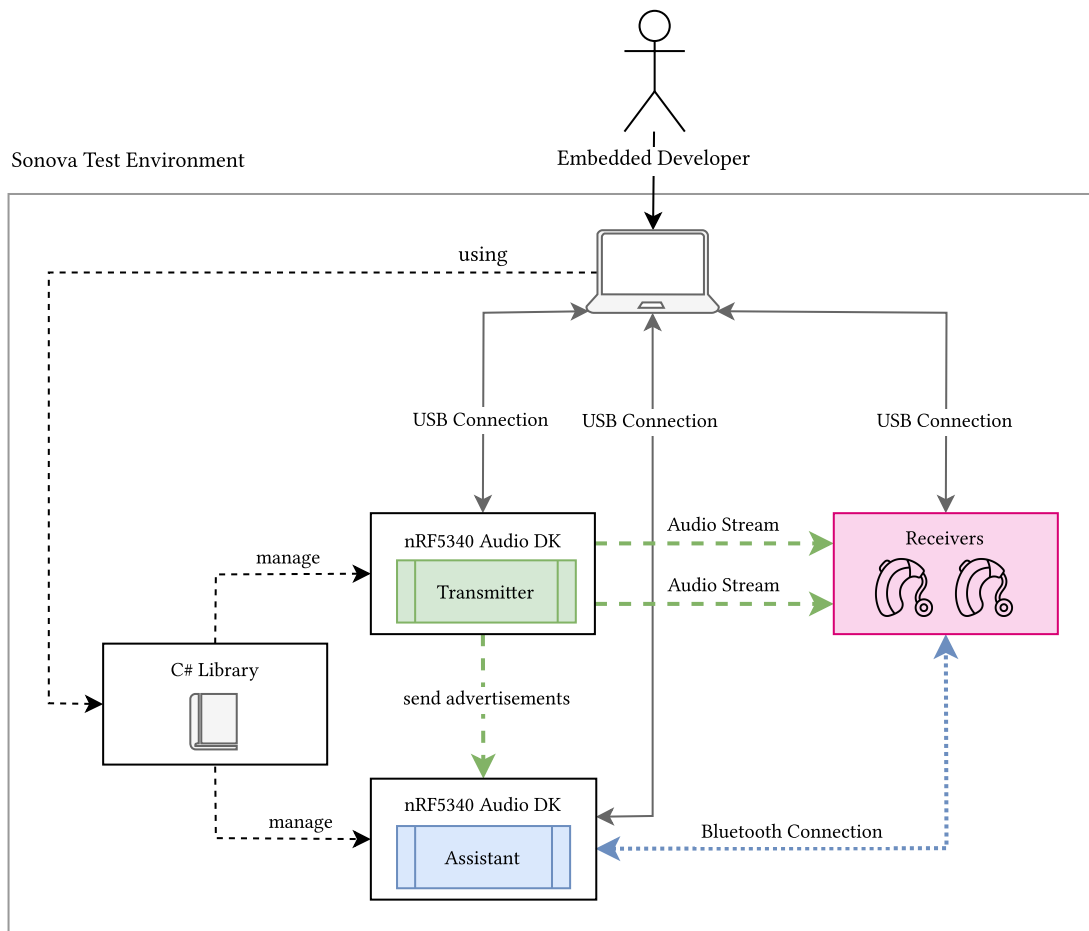 Sonova Test Environment
Embedded Developer
using
USB Connection
USB Connection
USB Connection
nRF5340 Audio DK
Transmitter
Audio Stream
Audio Stream
Receivers
manage
C# Library
send advertisements
manage
nRF5340 Audio DK
Assistant
Bluetooth Connection